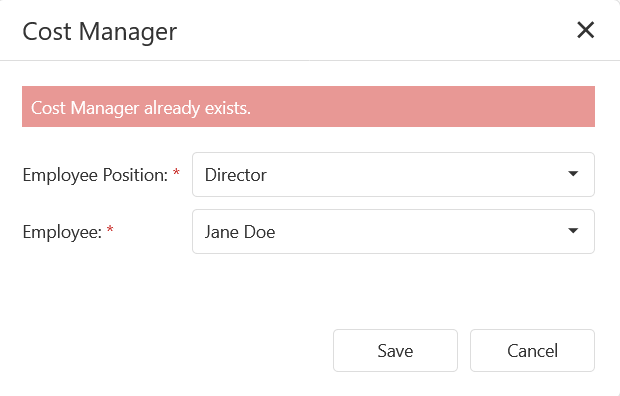 Cost Manager
Cost Manager already exists.
Employee Position: * Director
Employee: * Jane Doe
Save Cancel